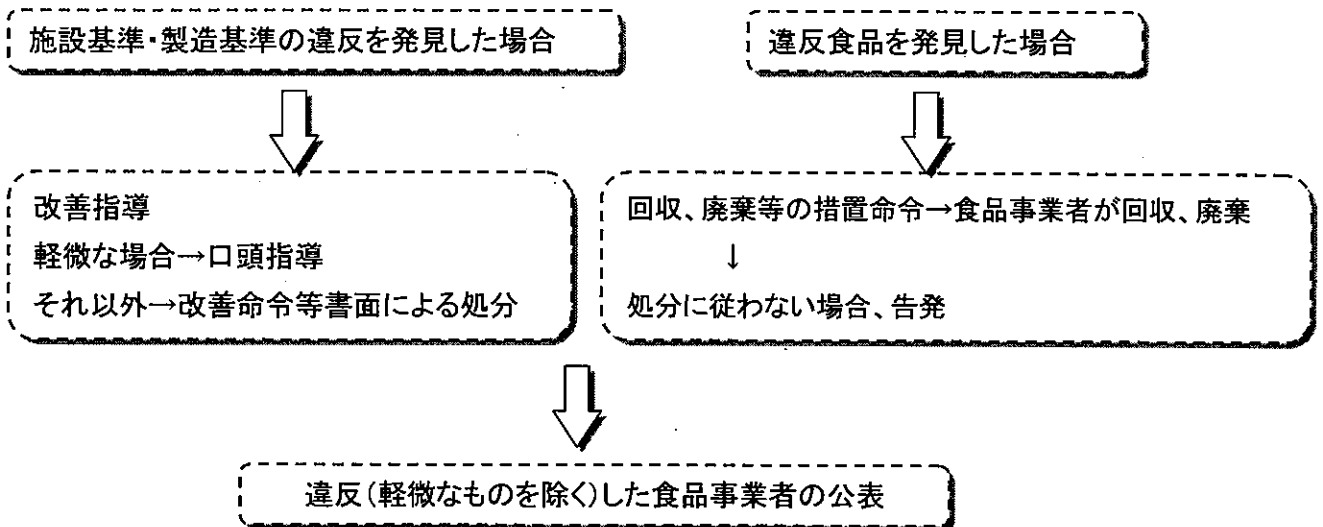 施設基準・製造基準の違反を発見した場合
違反食品を発見した場合
改善指導
軽微な場合→口頭指導
それ以外→改善命令等書面による処分
回収、廃棄等の措置命令→食品事業者が回収、廃棄
↓
処分に従わない場合、告発
違反(軽微なものを除く)した食品事業者の公表